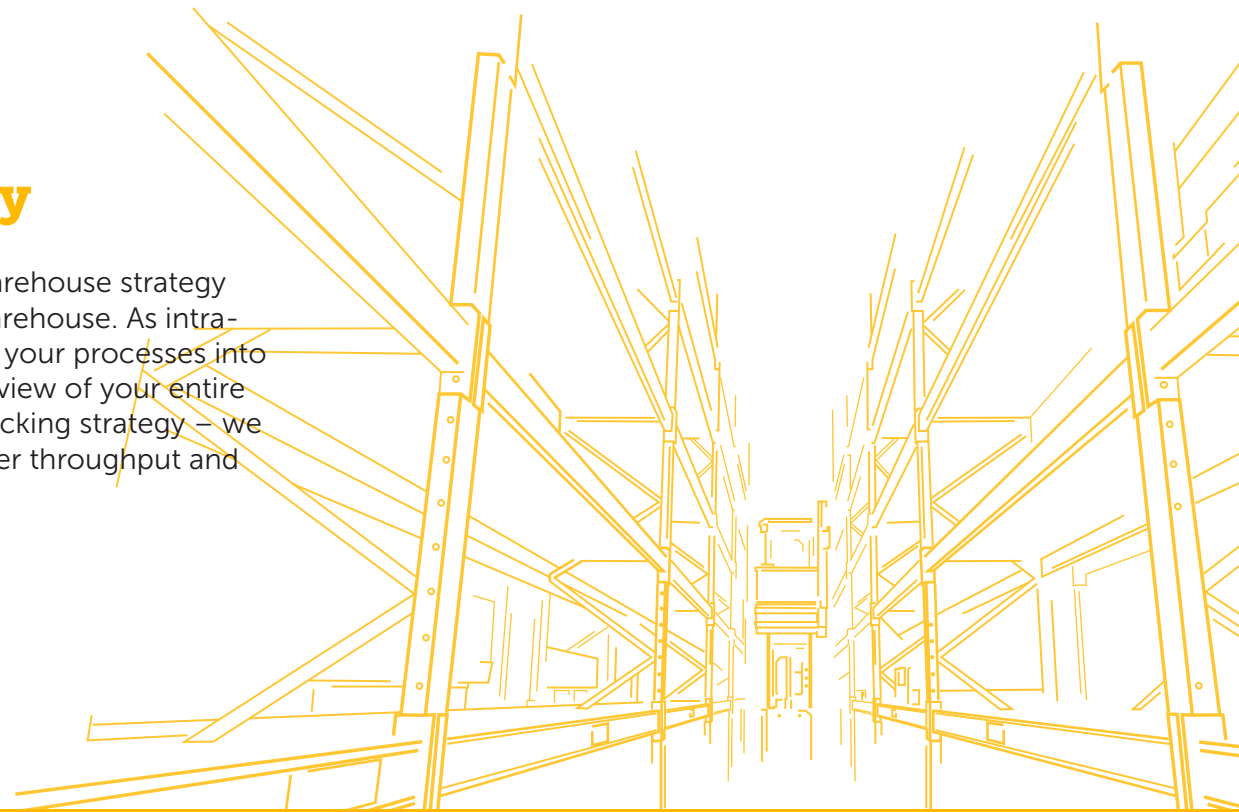 y
arehouse strategy
arehouse. As intra-
your processes into
view of your entire
cking strategy – we
er throughput and